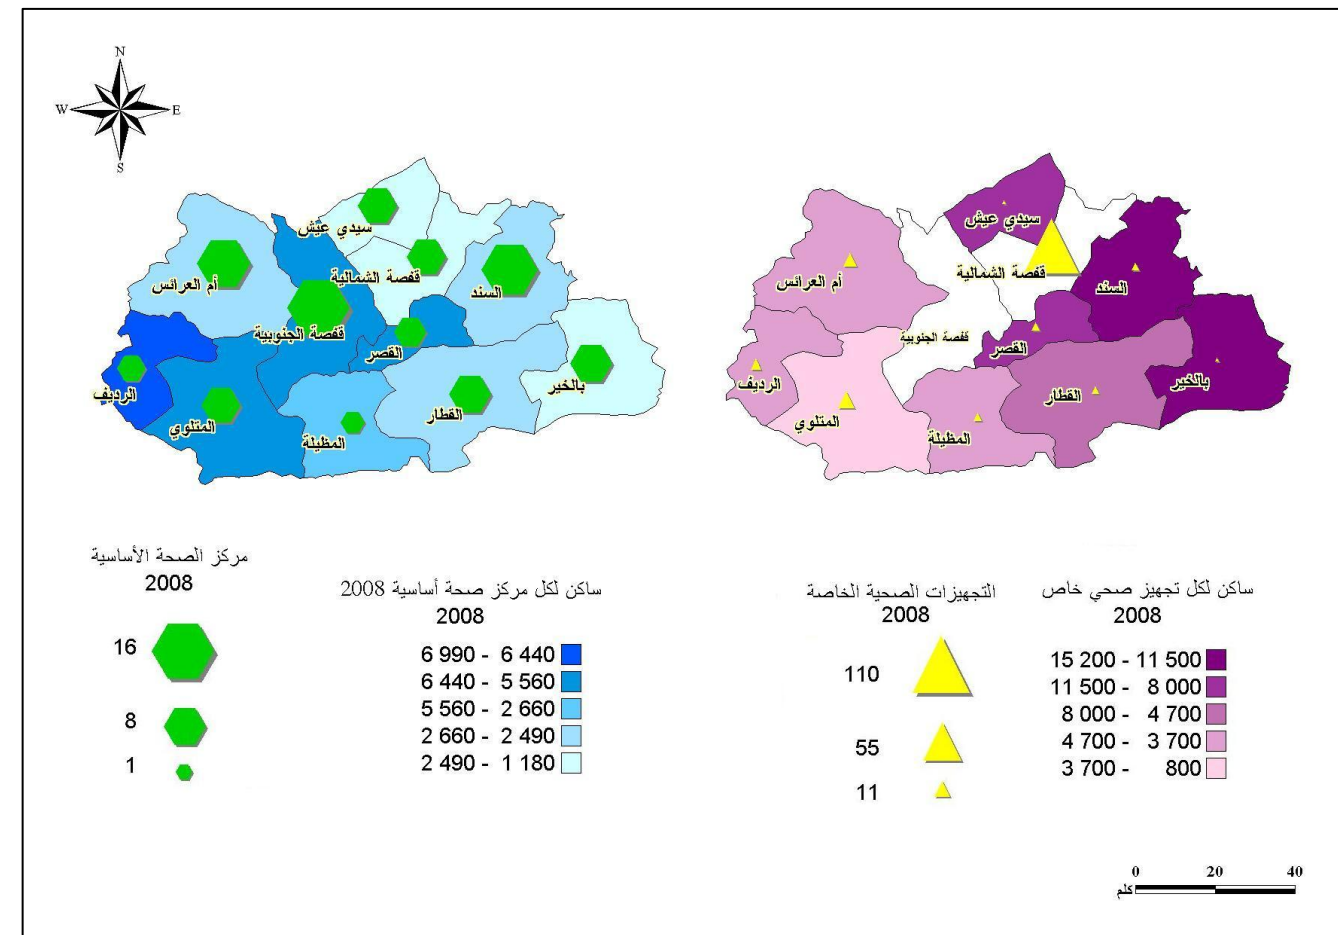 N
W E
S
سيدي عيش
قفصة الشمالية
أم العرائس
السند
قفصة الجنوبية
القصر
بالخير
الرديف
القطار
المتلوي
المظيلة
سيدي عيش
قفصة الشمالية
أم العرائس
السند
قفصة الجنوبية
القصر
بالخير
الرديف
القطار
المتلوي
المظيلة
مركز الصحة الأساسية
2008
16
8
1
ساكن لكل مركز صحة أساسية 2008
2008
6 990 - 6 440
6 440 - 5 560
5 560 - 2 660
2 660 - 2 490
2 490 - 1 180
التجهيزات الصحية الخاصة
2008
110
55
11
ساكن لكل تجهيز صحي خاص
2008
15 200 - 11 500
11 500 - 8 000
8 000 - 4 700
4 700 - 3 700
3 700 - 800
0 20 40
كلم